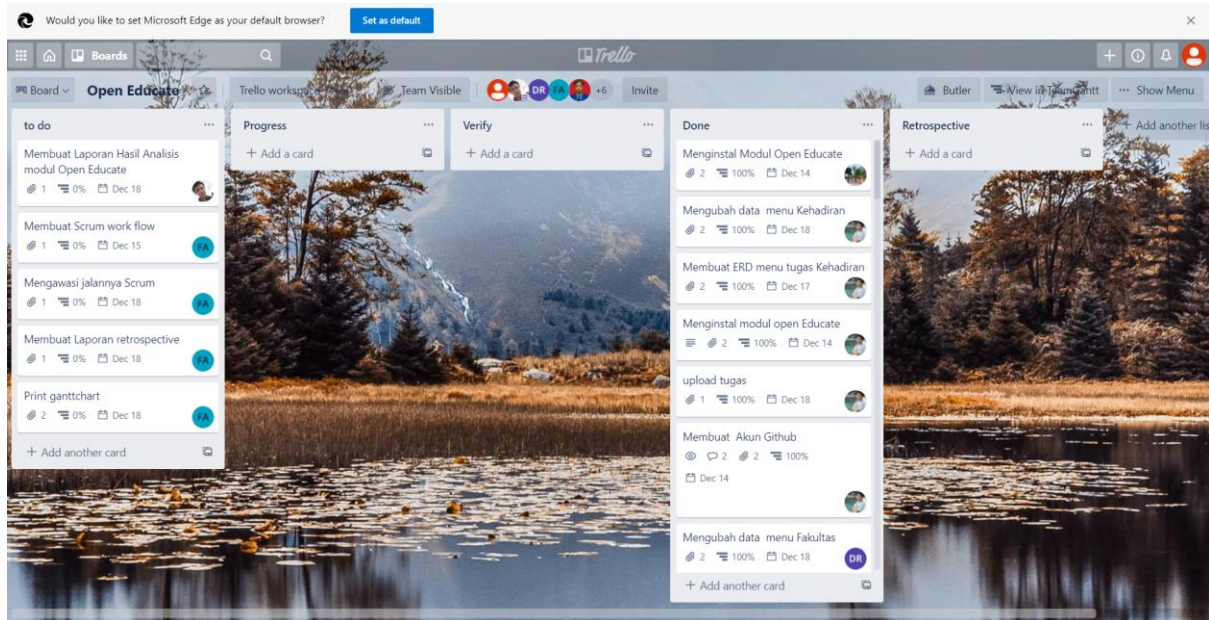 Would you like to set Microsoft Edge as your default browser? Set as default
Boards
Trello
Board
Open Educate
Trello workspace
Team Visible
DR FA +6
Invite
Butler
View in TeamGantt
Show Menu
to do
Membuat Laporan Hasil Analisis
modul Open Educate
1 0% Dec 18
Membuat Scrum work flow
1 0% Dec 15
FA
Mengawasi jalannya Scrum
1 0% Dec 18
FA
Membuat Laporan retrospective
1 0% Dec 18
FA
Print ganttchart
2 0% Dec 18
FA
+ Add another card
Progress
+ Add a card
Verify
+ Add a card
Done
Menginstal Modul Open Educate
2 100% Dec 14
Mengubah data menu Kehadiran
2 100% Dec 18
Membuat ERD menu tugas Kehadiran
2 100% Dec 17
Menginstal modul open Educate
2 100% Dec 14
upload tugas
1 100% Dec 18
Membuat Akun Github
2 2 100%
Dec 14
Mengubah data menu Fakultas
2 100% Dec 18
DR
+ Add another card
Retrospective
+ Add a card
+ Add another lis